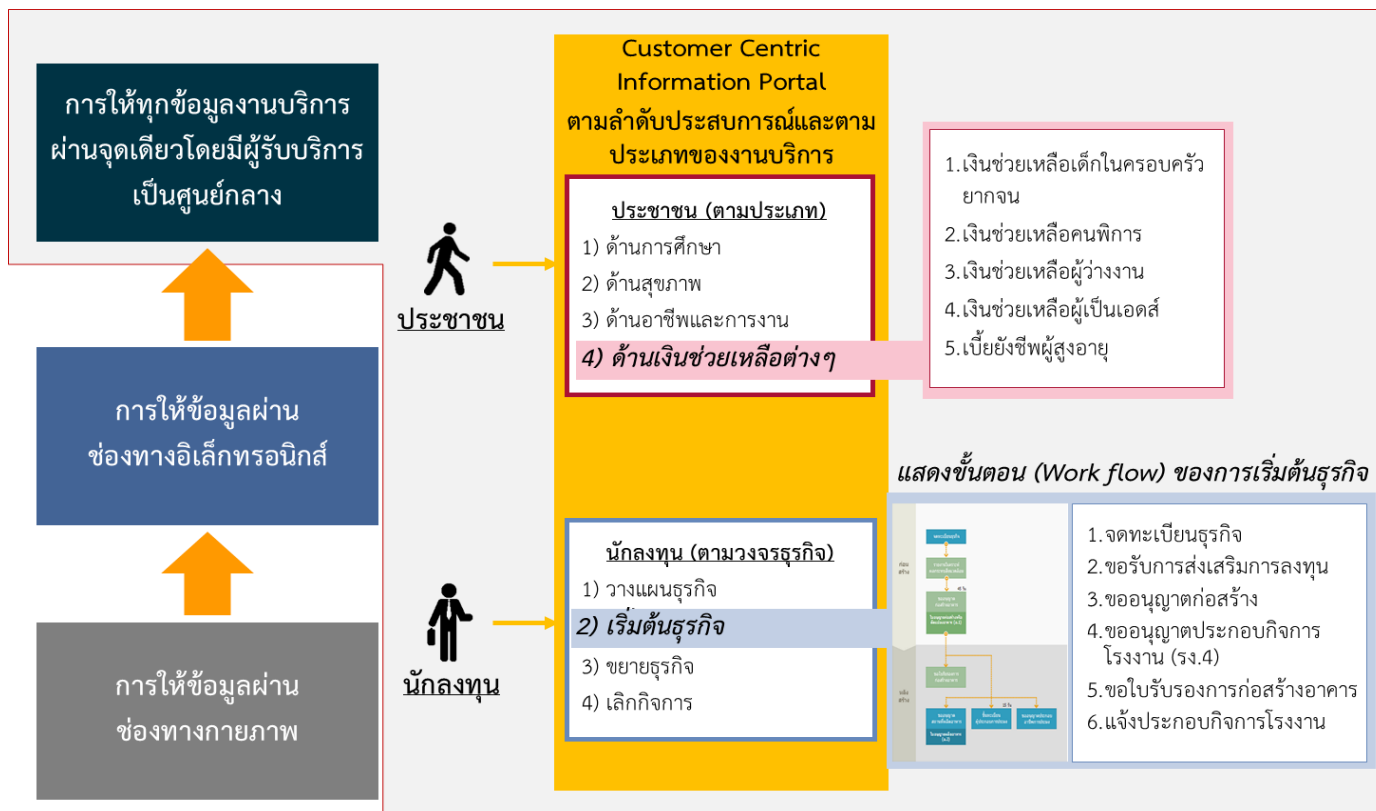 การให้ทุกข้อมูลงานบริการ
ผ่านจุดเดียวโดยมีผู้รับบริการ
เป็นศูนย์กลาง
การให้ข้อมูลผ่าน
ช่องทางอิเล็กทรอนิกส์
การให้ข้อมูลผ่าน
ช่องทางกายภาพ
ประชาชน
นักลงทุน
Customer Centric
Information Portal
ตามลำดับประสบการณ์และตาม
ประเภทของงานบริการ
ประชาชน (ตามประเภท)
1) ด้านการศึกษา
2) ด้านสุขภาพ
3) ด้านอาชีพและการงาน
4) ด้านเงินช่วยเหลือต่างๆ
1.เงินช่วยเหลือเด็กในครอบครัว
ยากจน
2.เงินช่วยเหลือคนพิการ
3.เงินช่วยเหลือผู้ว่างงาน
4.เงินช่วยเหลือผู้เป็นเอดส์
5.เบี้ยยังชีพผู้สูงอายุ
นักลงทุน (ตามวงจรธุรกิจ)
1) วางแผนธุรกิจ
2) เริ่มต้นธุรกิจ
3) ขยายธุรกิจ
4) เลิกกิจการ
แสดงขั้นตอน (Work flow) ของการเริ่มต้นธุรกิจ
1.จดทะเบียนธุรกิจ
2.ขอรับการส่งเสริมการลงทุน
3.ขออนุญาตก่อสร้าง
4.ขออนุญาตประกอบกิจการ
โรงงาน (รง.4)
5.ขอใบรับรองการก่อสร้างอาคาร
6.แจ้งประกอบกิจการโรงงาน